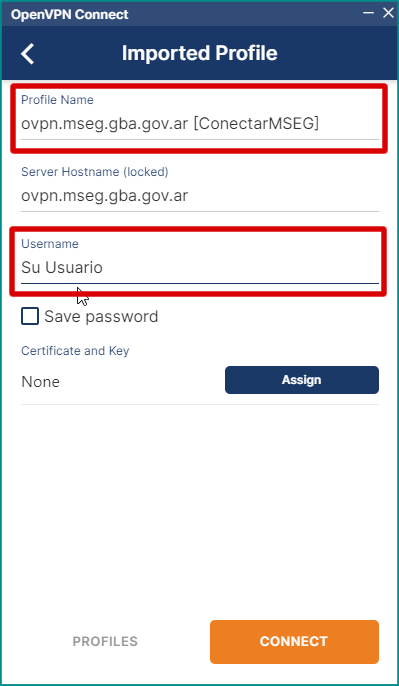 OpenVPN Connect
Imported Profile
Profile Name
ovpn.mseg.gba.gov.ar [ConectarMSEG]
Server Hostname (locked)
ovpn.mseg.gba.gov.ar
Username
Su Usuario
Save password
Certificate and Key
None
Assign
PROFILES
CONNECT